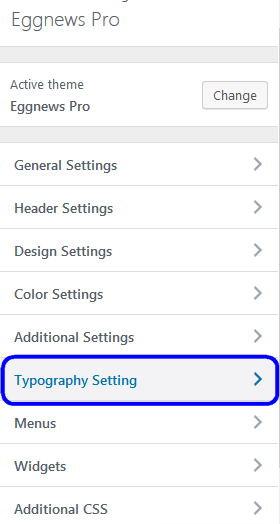 Eggnews Pro
Active theme
Eggnews Pro
Change
General Settings
Header Settings
Design Settings
Color Settings
Additional Settings
Typography Setting
Menus
Widgets
Additional CSS